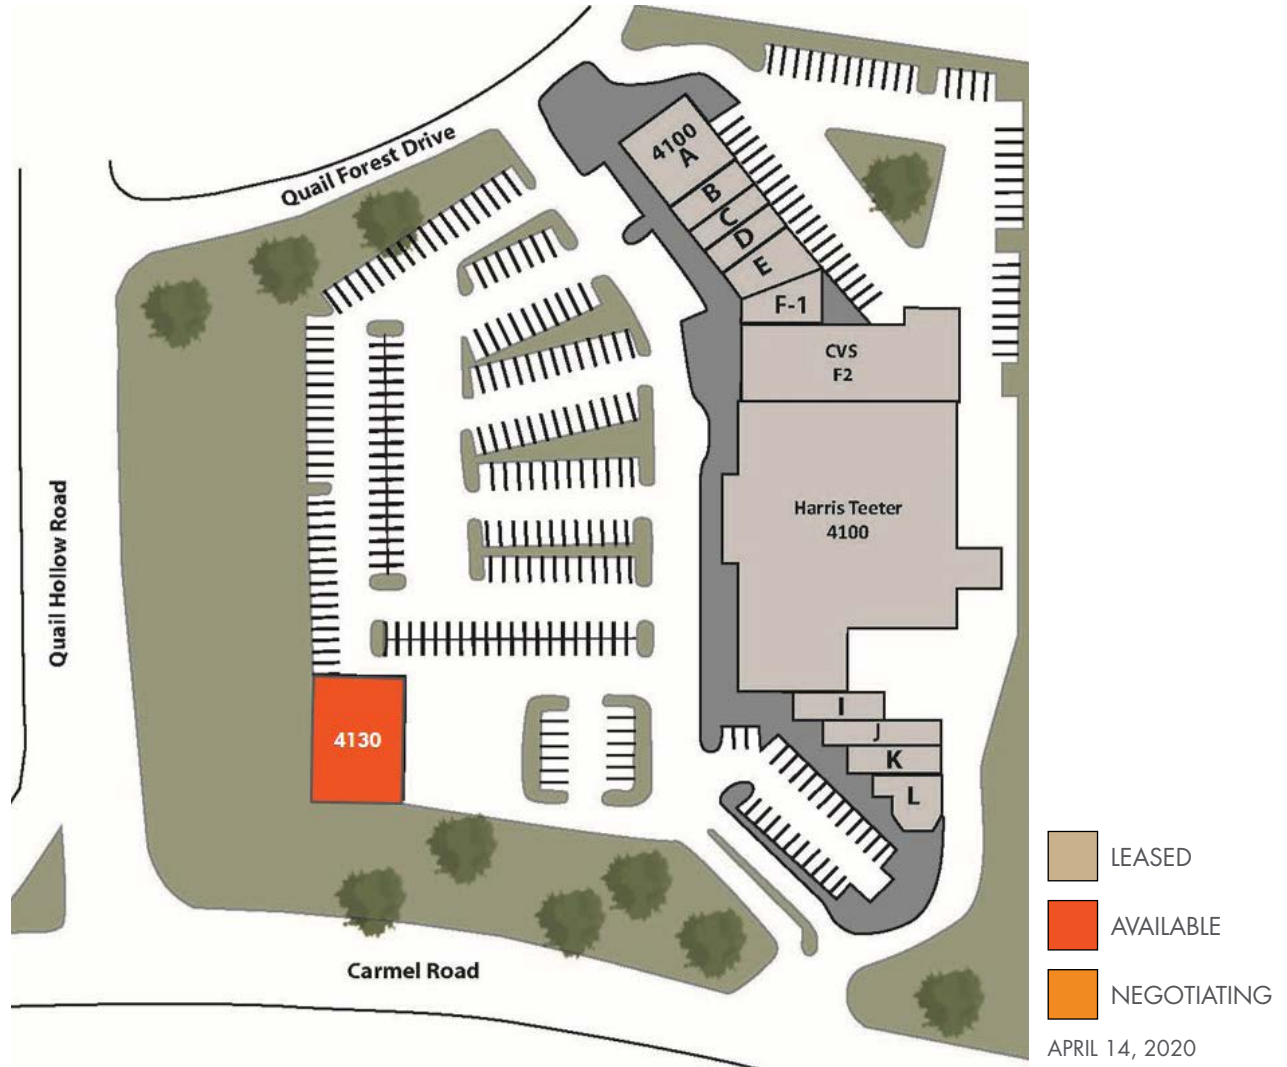 Quail Forest Drive
4100
A
B
C
D
E
F-1
CVS
F2
Harris Teeter
4100
Quail Hollow Road
I
J
K
L
4130
Carmel Road
LEASED
AVAILABLE
NEGOTIATING
APRIL 14, 2020